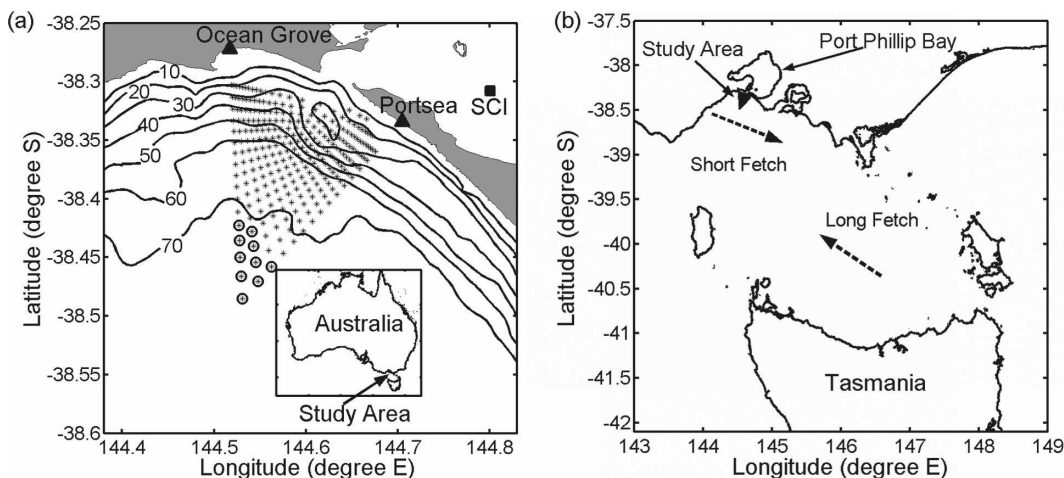 (a)
-38.25
-38.3
-38.35
-38.4
-38.45
-38.5
-38.55
-38.6
Latitude (degree S)
Ocean Grove
Portsea
SCI
10
20
30
40
50
60
70
Australia
Study Area
144.4
144.5
144.6
144.7
144.8
Longitude (degree E)
(b)
-37.5
-38
-38.5
-39
-39.5
-40
-40.5
-41
-41.5
-42
Latitude (degree S)
Study Area
Port Phillip Bay
Short Fetch
Long Fetch
Tasmania
143
144
145
146
147
148
149
Longitude (degree E)